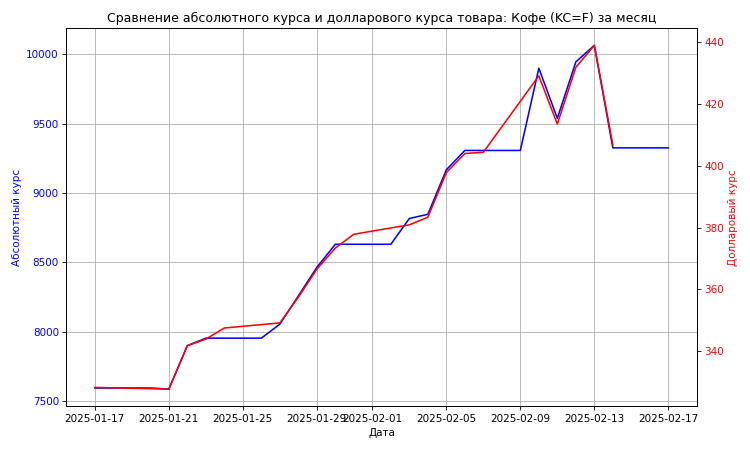 Сравнение абсолютного курса и долларового курса товара: Кофе (KC=F) за месяц
Абсолютный курс
10000
9500
9000
8500
8000
7500
440
420
400
380
360
340
Долларовый курс
2025-01-17 2025-01-21 2025-01-25 2025-01-29 2025-02-01 2025-02-05 2025-02-09 2025-02-13 2025-02-17
Дата